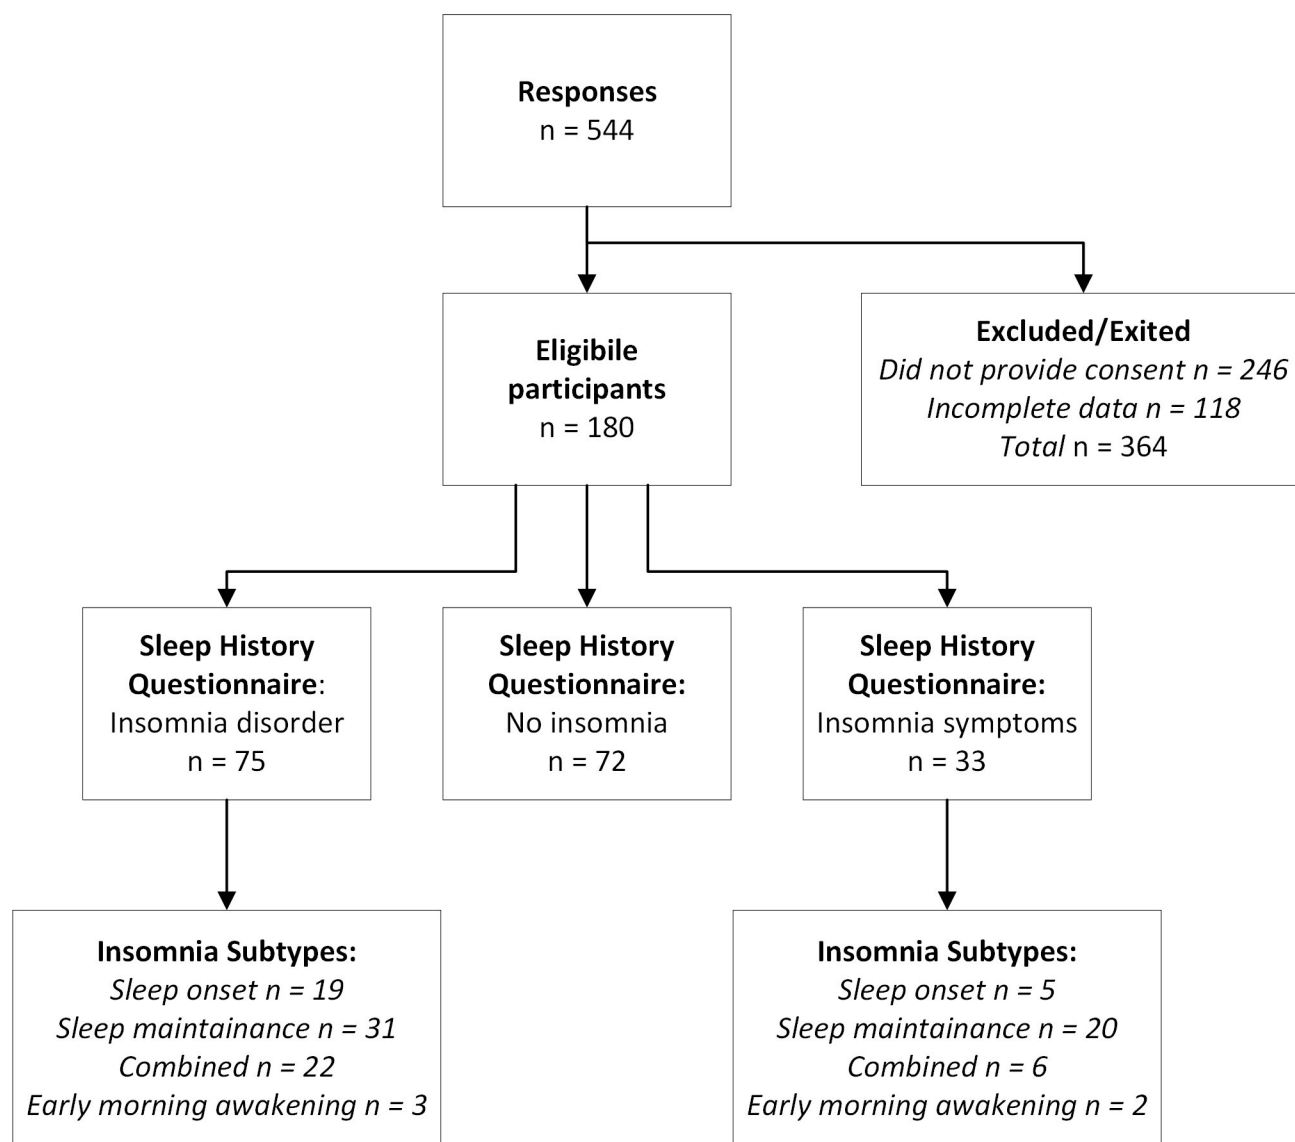 Responses
n = 544
Eligibile
participants
n = 180
Excluded/Exited
Did not provide consent n = 246
Incomplete data n = 118
Total n = 364
Sleep History
Questionnaire:
Insomnia disorder
n = 75
Sleep History
Questionnaire:
No insomnia
n = 72
Sleep History
Questionnaire:
Insomnia symptoms
n = 33
Insomnia Subtypes:
Sleep onset n = 19
Sleep maintainance n = 31
Combined n = 22
Early morning awakening n = 3
Insomnia Subtypes:
Sleep onset n = 5
Sleep maintainance n = 20
Combined n = 6
Early morning awakening n = 2